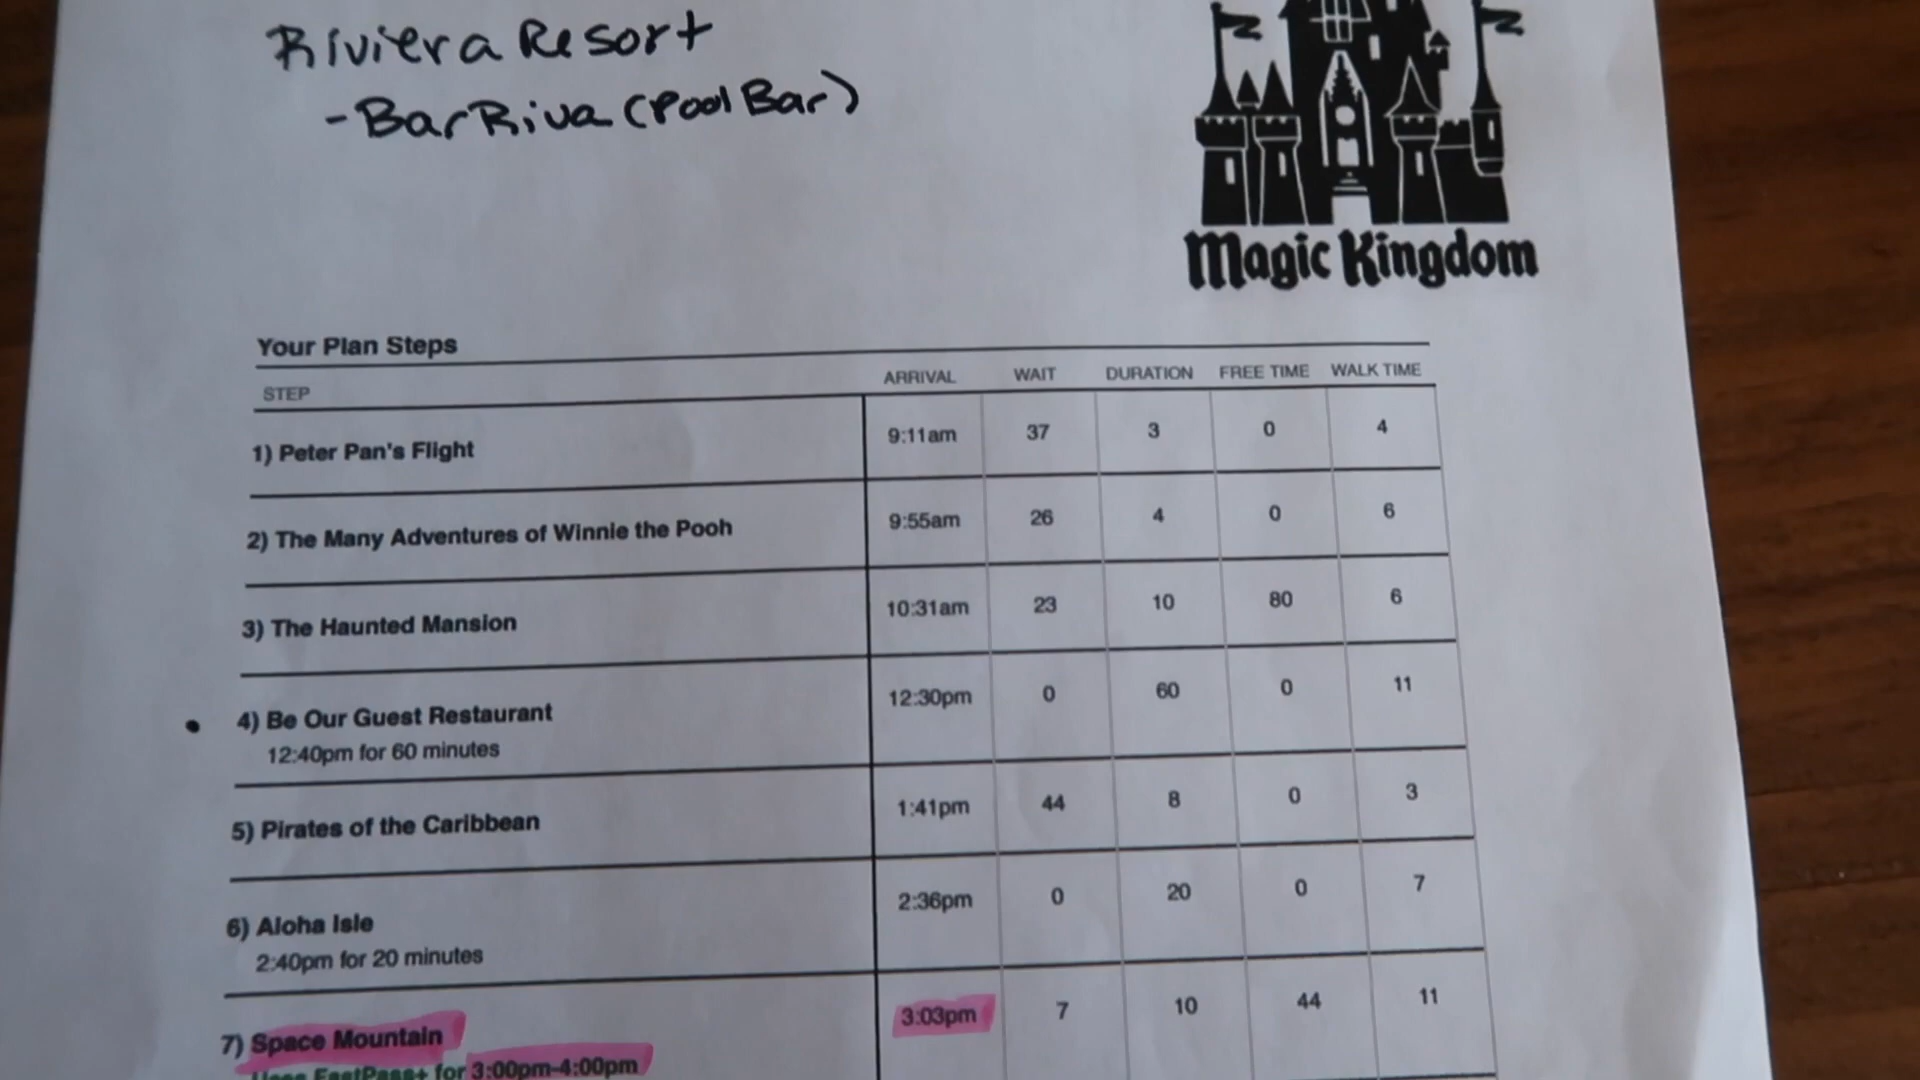 Riviera Resort
- Bar Riva (Pool Bar)
Magic Kingdom
Your Plan Steps
STEP ARRIVAL WAIT DURATION FREE TIME WALK TIME
1) Peter Pan's Flight 9:11am 37 3 0 4
2) The Many Adventures of Winnie the Pooh 9:55am 26 4 0 6
3) The Haunted Mansion 10:31am 23 10 80 6
4) Be Our Guest Restaurant 12:30pm 0 60 0 11
12:40pm for 60 minutes
5) Pirates of the Caribbean 1:41pm 44 8 0 3
6) Aloha Isle 2:36pm 0 20 0 7
2:40pm for 20 minutes
7) Space Mountain 3:03pm 7 10 44 11
FastPass+ for 3:00pm-4:00pm